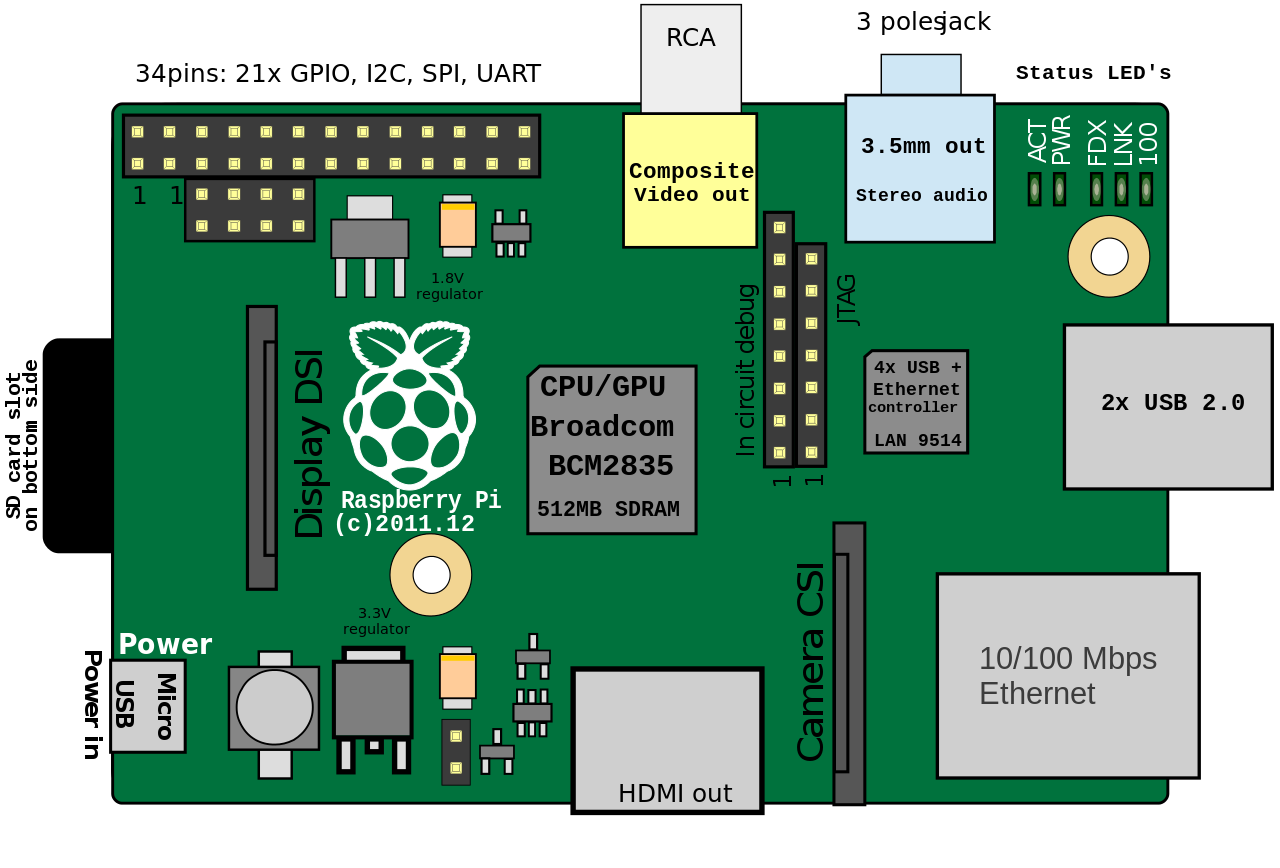 RCA
3 poles jack
34pins: 21x GPIO, I2C, SPI, UART
Status LED's
ACT
PWR
FDX
LNK
100
Composite
Video out
3.5mm out
Stereo audio
1
1
1.8V
regulator
In circuit debug
JTAG
1
1
SD card slot
on bottom side
Display DSI
Raspberry Pi
(c)2011.12
CPU/GPU
Broadcom
BCM2835
512MB SDRAM
4x USB +
Ethernet
controller
LAN 9514
2x USB 2.0
3.3V
regulator
Power
Power in
Micro
USB
HDMI out
Camera CSI
10/100 Mbps
Ethernet